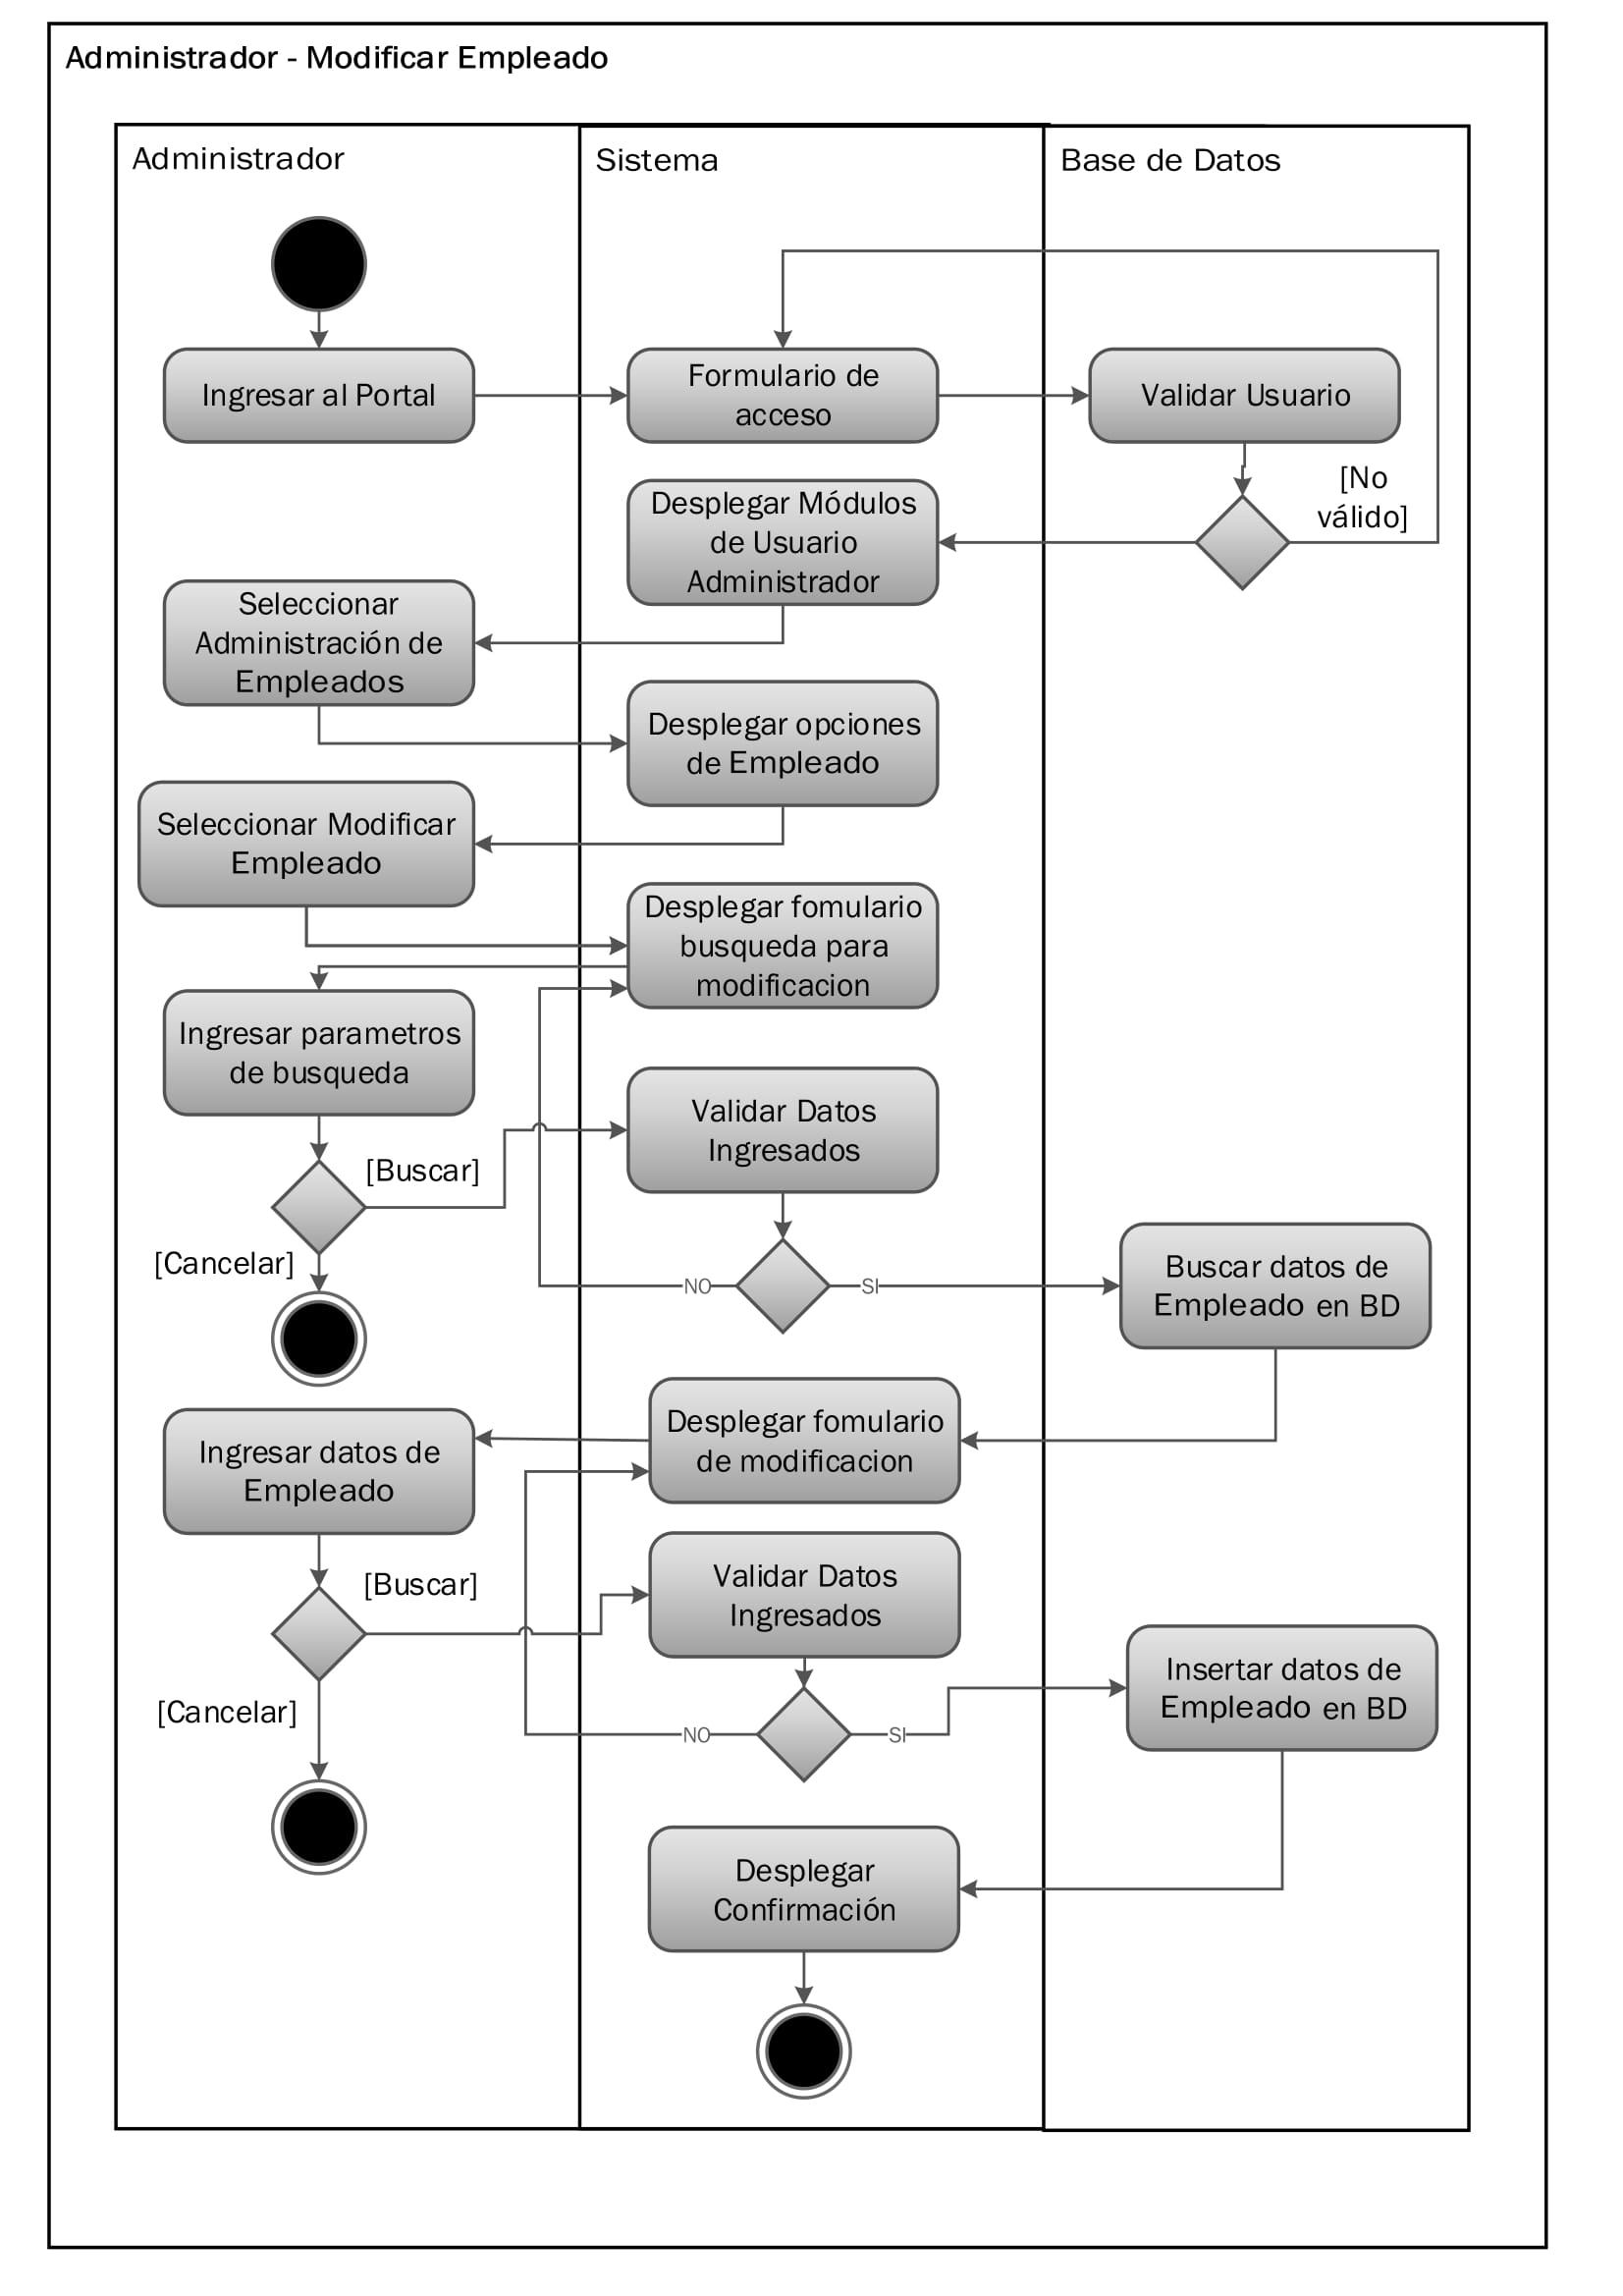 Administrador - Modificar Empleado
Administrador
Sistema
Base de Datos
Ingresar al Portal
Formulario de
acceso
Validar Usuario
[No
válido]
Desplegar Módulos
de Usuario
Administrador
Seleccionar
Administración de
Empleados
Desplegar opciones
de Empleado
Seleccionar Modificar
Empleado
Desplegar fomulario
busqueda para
modificacion
Ingresar parametros
de busqueda
Validar Datos
Ingresados
[Buscar]
[Cancelar]
NO
SI
Buscar datos de
Empleado en BD
Desplegar fomulario
de modificacion
Ingresar datos de
Empleado
Validar Datos
Ingresados
[Buscar]
[Cancelar]
NO
SI
Insertar datos de
Empleado en BD
Desplegar
Confirmación